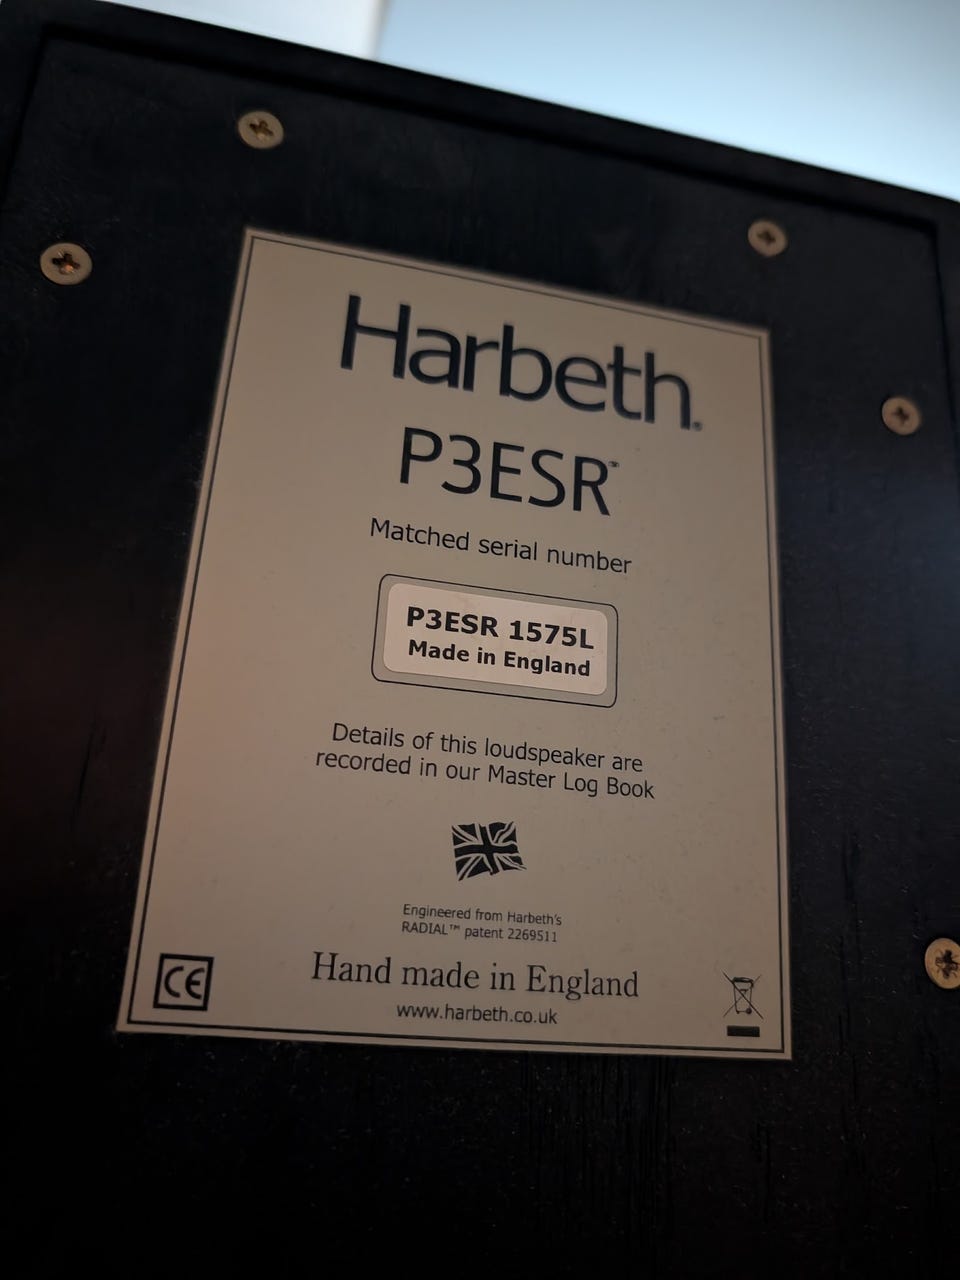 Harbeth®
P3ESR™
Matched serial number
P3ESR 1575L
Made in England
Details of this loudspeaker are
recorded in our Master Log Book
Engineered from Harbeth's
RADIAL™ patent 2269511
Hand made in England
www.harbeth.co.uk
CE